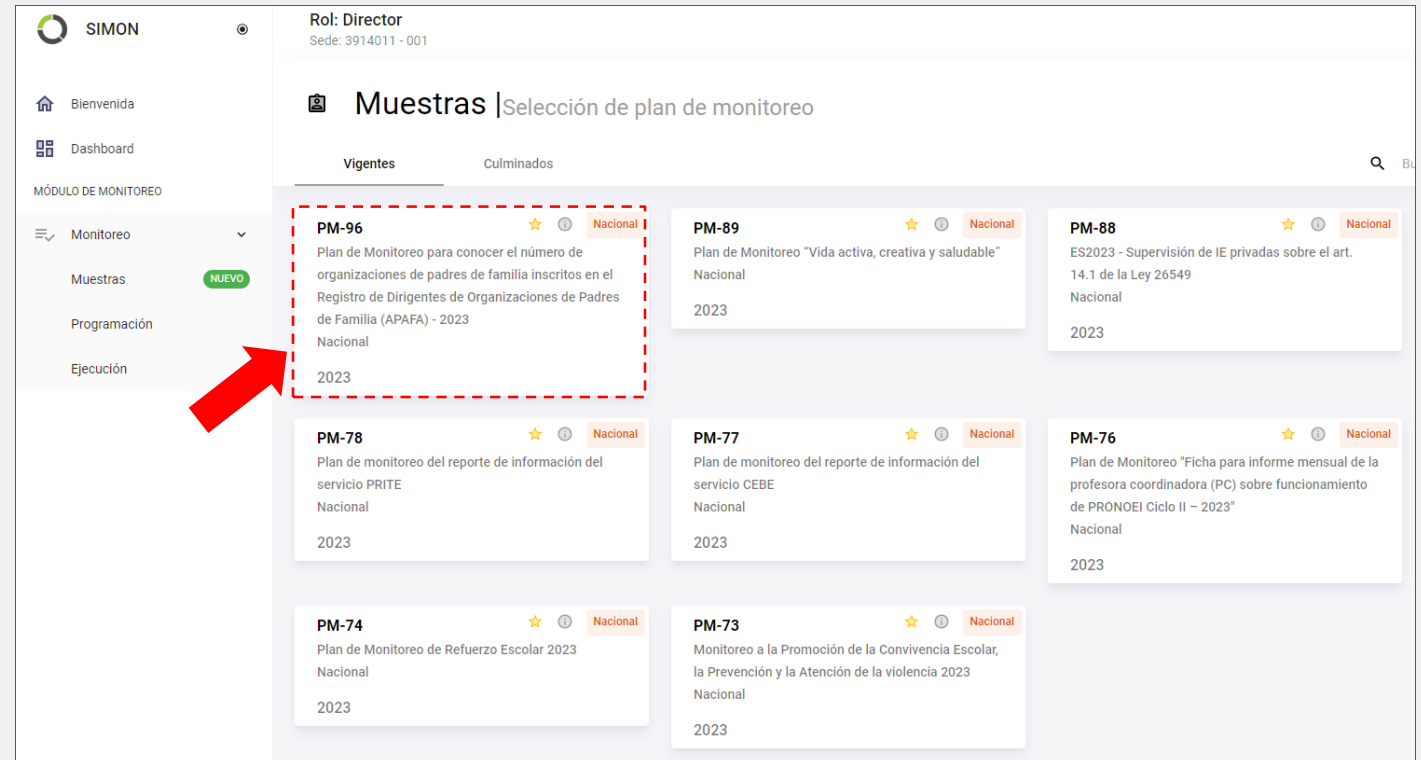 SIMON
Rol: Director
Sede: 3914011 - 001
Bienvenida
Dashboard
MÓDULO DE MONITOREO
Monitoreo
Muestras NUEVO
Programación
Ejecución
Muestras |Selección de plan de monitoreo
Vigentes Culminados
PM-96 Nacional
Plan de Monitoreo para conocer el número de
organizaciones de padres de familia inscritos en el
Registro de Dirigentes de Organizaciones de Padres
de Familia (APAFA) - 2023
Nacional
2023
PM-89 Nacional
Plan de Monitoreo “Vida activa, creativa y saludable”
Nacional
2023
PM-88 Nacional
ES2023 - Supervisión de IE privadas sobre el art.
14.1 de la Ley 26549
Nacional
2023
PM-78 Nacional
Plan de monitoreo del reporte de información del
servicio PRITE
Nacional
2023
PM-77 Nacional
Plan de monitoreo del reporte de información del
servicio CEBE
Nacional
2023
PM-76 Nacional
Plan de Monitoreo "Ficha para informe mensual de la
profesora coordinadora (PC) sobre funcionamiento
de PRONOEI Ciclo II – 2023"
Nacional
2023
PM-74 Nacional
Plan de Monitoreo de Refuerzo Escolar 2023
Nacional
2023
PM-73 Nacional
Monitoreo a la Promoción de la Convivencia Escolar,
la Prevención y la Atención de la violencia 2023
Nacional
2023